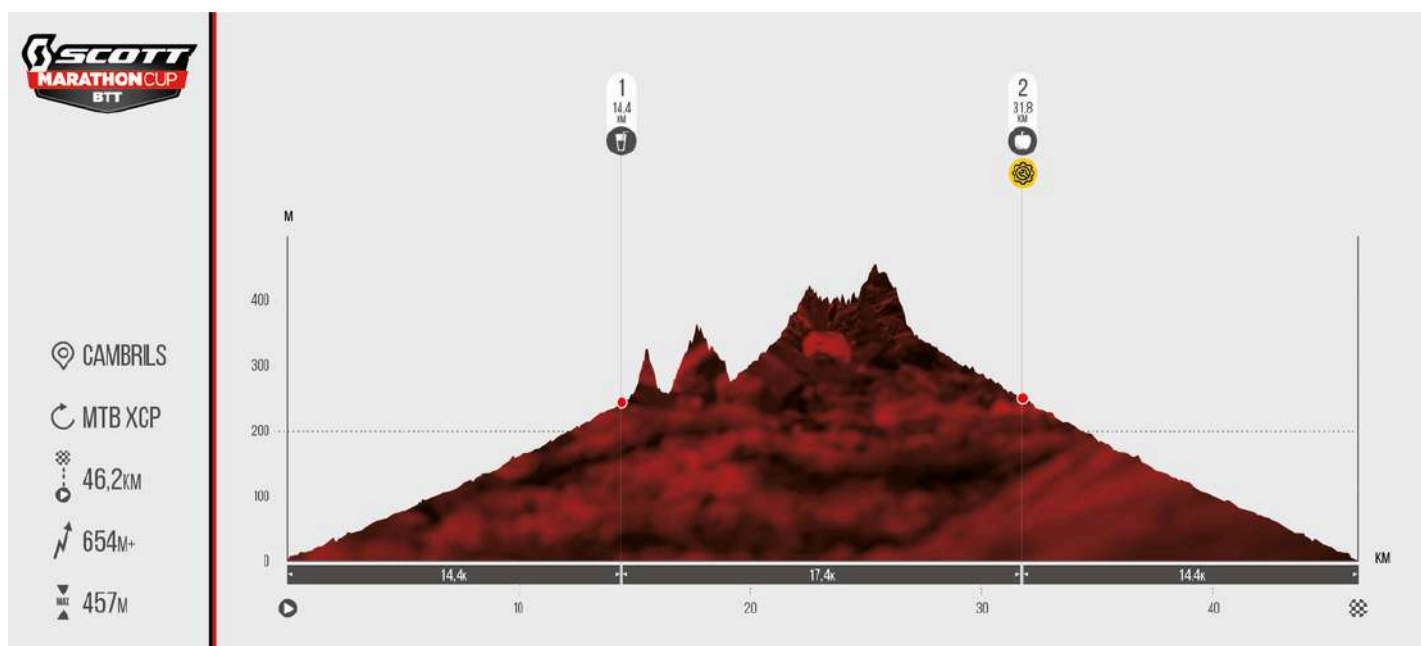 SCOTT
MARATHON CUP
BTT
CAMBRILS
MTB XCP
46,2KM
654M+
MAX
457M
1
14.4
KM
2
31.8
KM
M
400
300
200
100
0
KM
14,4K
17,4K
14.4K
10
20
30
40